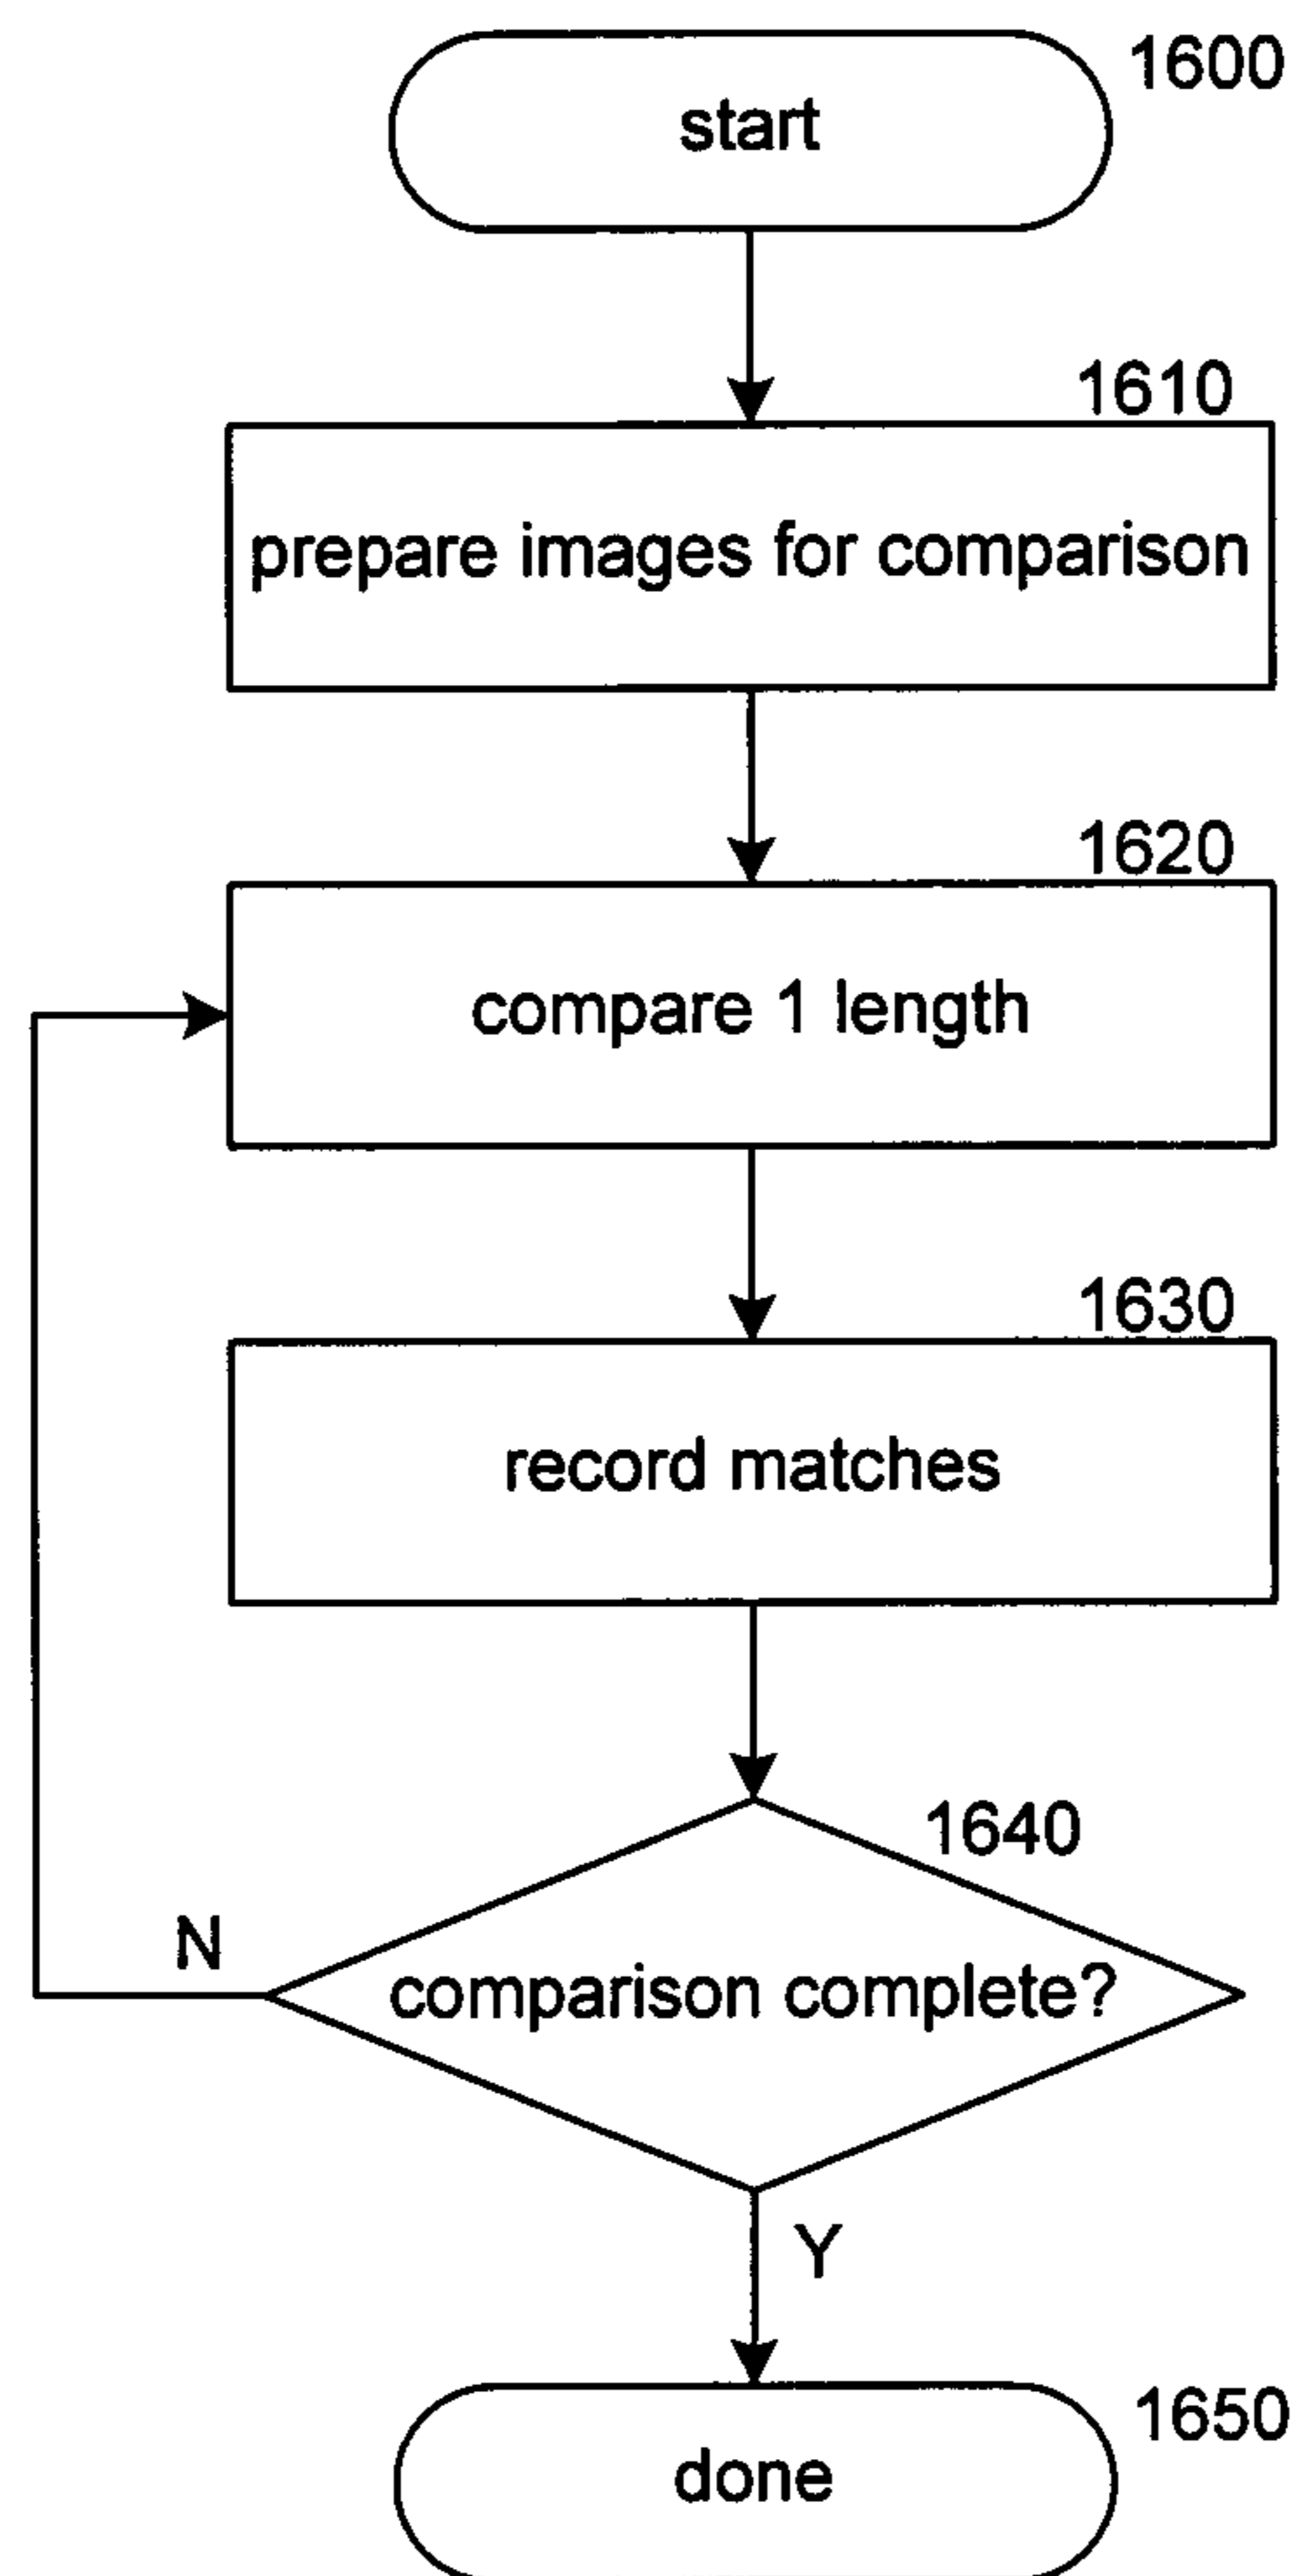 1600
start
1610
prepare images for comparison
1620
compare 1 length
1630
record matches
1640
N
comparison complete?
Y
1650
done